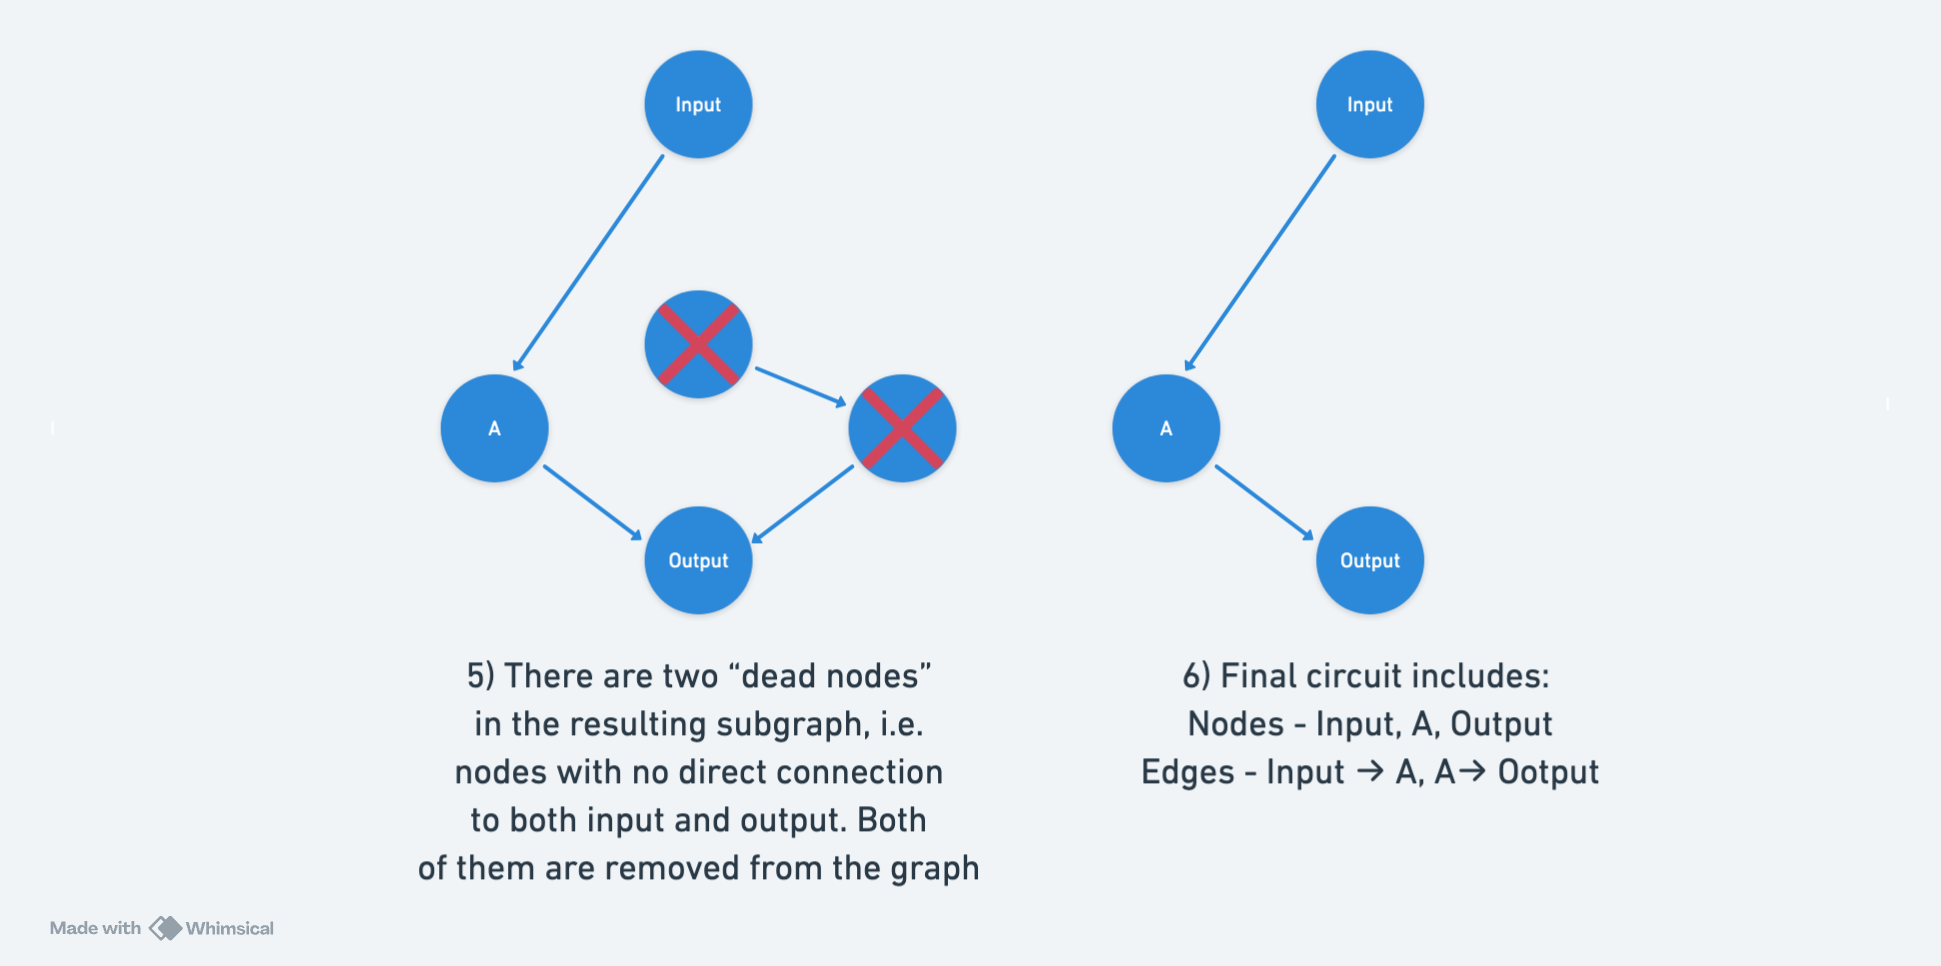 Input
A
Output
5) There are two “dead nodes”
in the resulting subgraph, i.e.
nodes with no direct connection
to both input and output. Both
of them are removed from the graph
Input
A
Output
6) Final circuit includes:
Nodes - Input, A, Output
Edges - Input → A, A→ Ootput
Made with Whimsical